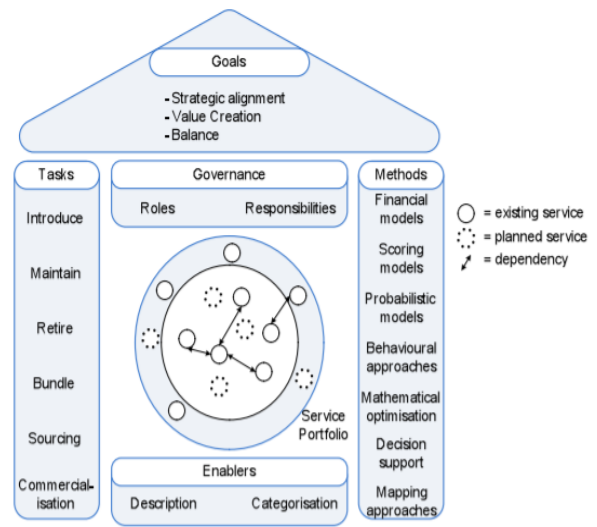 Goals
- Strategic alignment
- Value Creation
- Balance
Tasks
Introduce
Maintain
Retire
Bundle
Sourcing
Commercial-
isation
Governance
Roles
Responsibilities
Service
Portfolio
Enablers
Description
Categorisation
Methods
Financial
models
Scoring
models
Probabilistic
models
Behavioural
approaches
Mathematical
optimisation
Decision
support
Mapping
approaches
= existing service
= planned service
= dependency